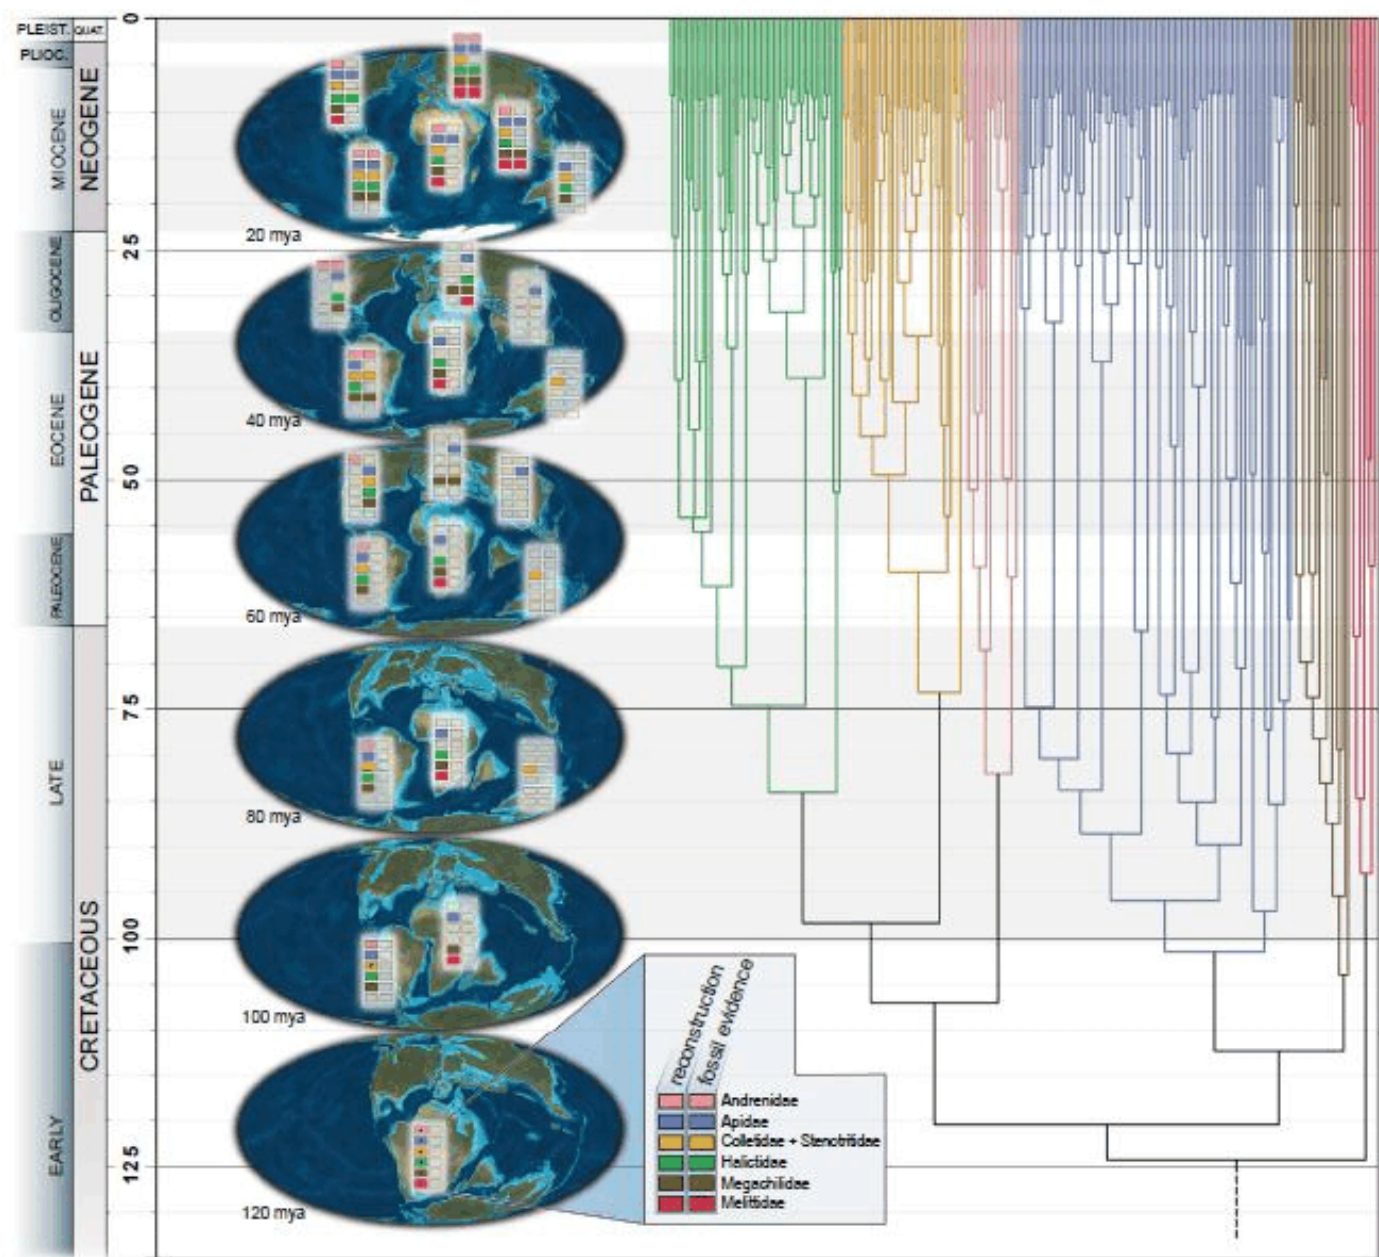 PLEIST.
QUAT.
PLIOC.
MIOCENE
NEOGENE
OLIGOCENE
EOCENE
PALEOCENE
PALEOGENE
LATE
EARLY
CRETACEOUS
0
25
50
75
100
125
20 mya
40 mya
60 mya
80 mya
100 mya
120 mya
reconstruction
fossil evidence
Andrenidae
Apidae
Colletidae + Stenotritidae
Halictidae
Megachilidae
Melittidae